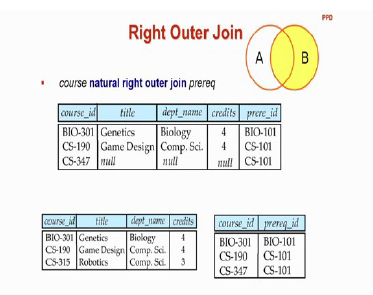 PPD
Right Outer Join
A B
course natural right outer join prereq
course_id title dept_name credits prere_id
BIO-301 Genetics Biology 4 BIO-101
CS-190 Game Design Comp. Sci. 4 CS-101
CS-347 null null null CS-101
course_id title dept_name credits
BIO-301 Genetics Biology 4
CS-190 Game Design Comp. Sci. 4
CS-315 Robotics Comp. Sci. 3
course_id prereq_id
BIO-301 BIO-101
CS-190 CS-101
CS-347 CS-101